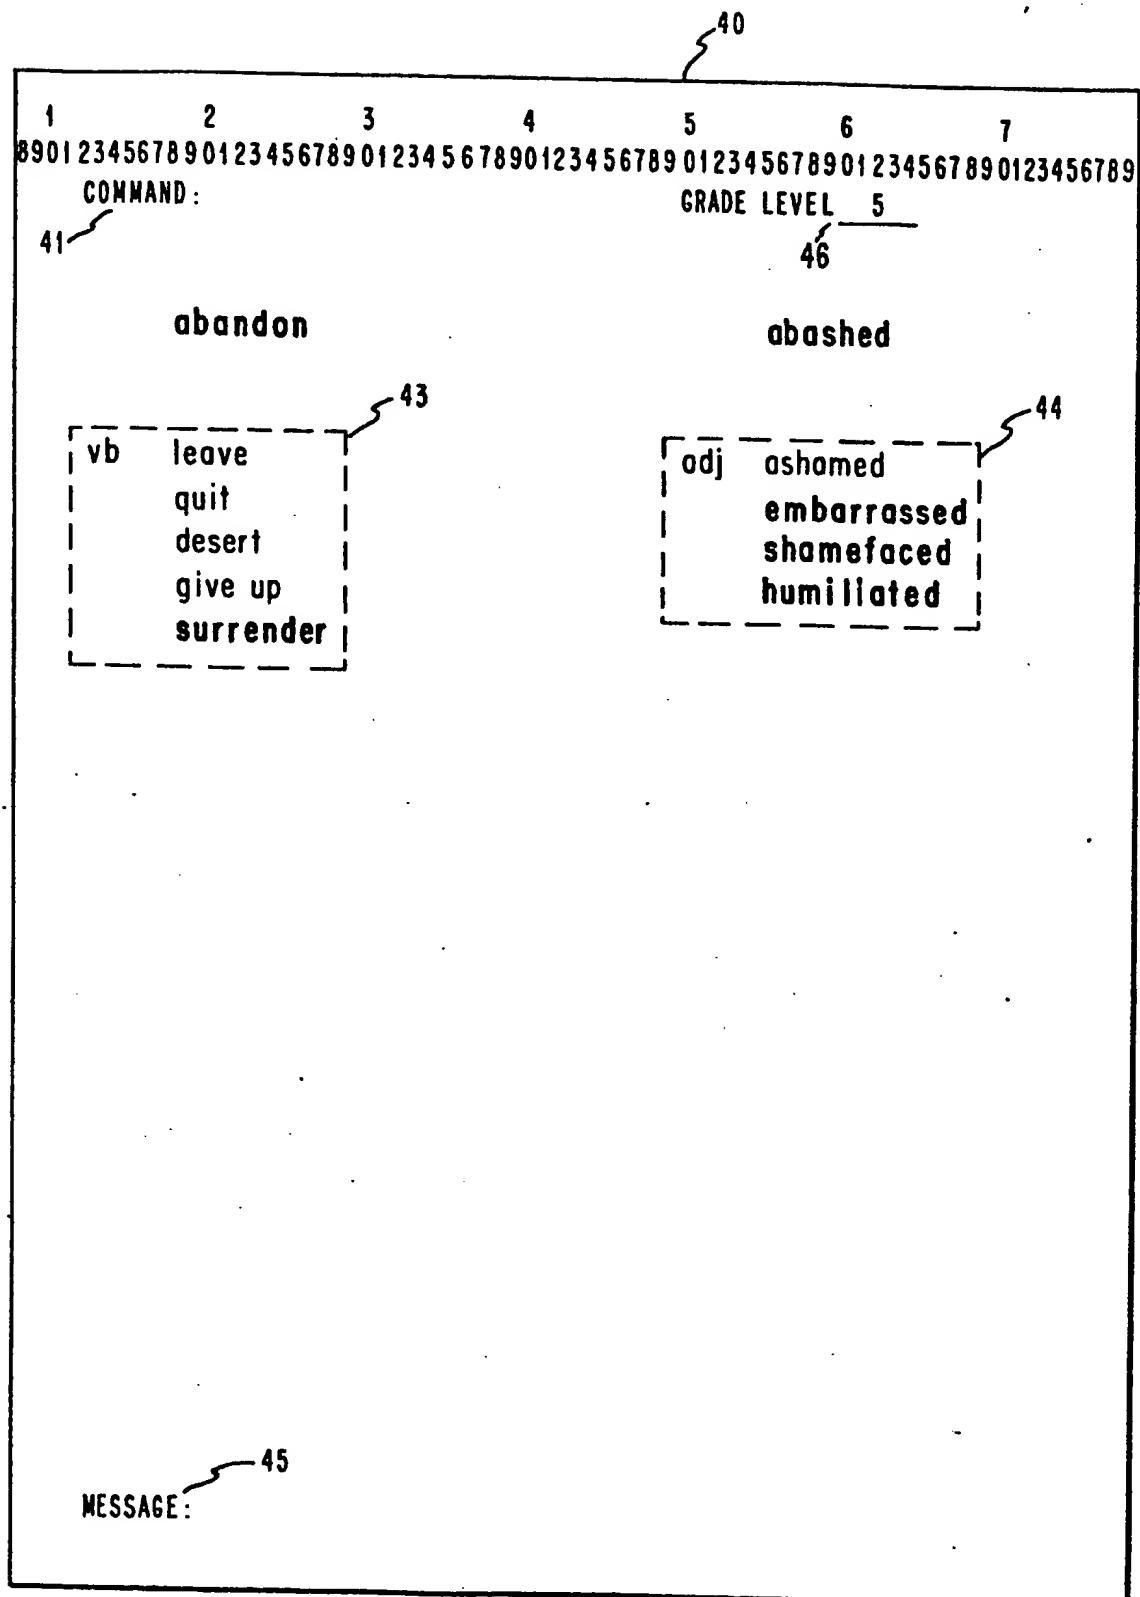 40
1 2 3 4 5 6 7
890123456789012345678901234567890123456789012345678901234567890123456789
COMMAND: GRADE LEVEL 5
41 46
abandon abashed
43 44
vb leave adj ashamed
quit embarrassed
desert shamefaced
give up humiliated
surrender
45
MESSAGE: